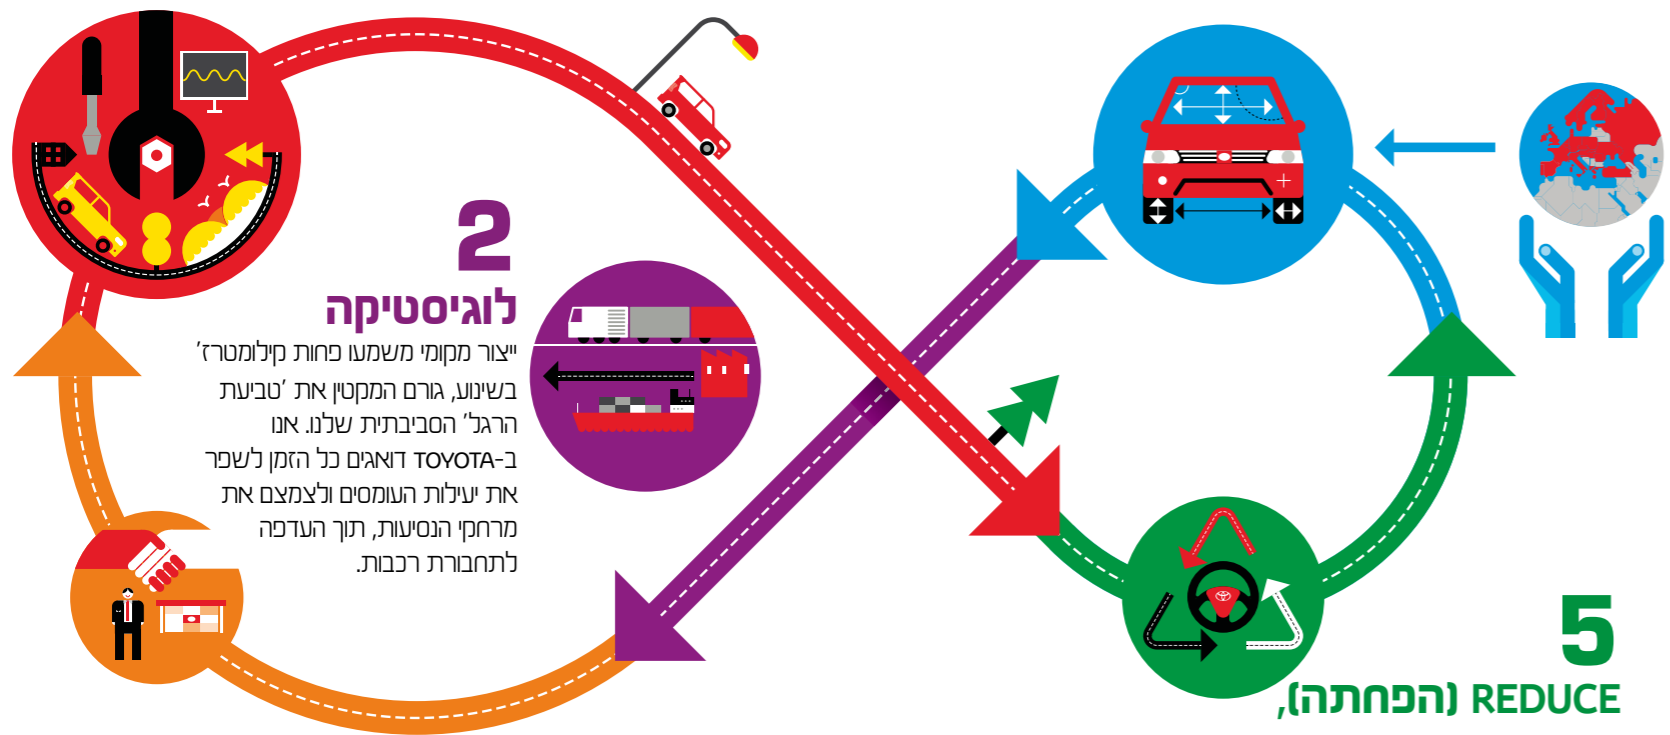 2
לוגיסטיקה
ייצור מקומי משמעו פחות קילומטרז'
בשינוע, גורם המקטין את 'טביעת
הרגל' הסביבתית שלנו. אנו
ב-TOYOTA דואגים כל הזמן לשפר
את יעילות העומסים ולצמצם את
מרחקי הנסיעות, תוך העדפה
לתחבורת רכבות.
5
REDUCE (הפחתה),